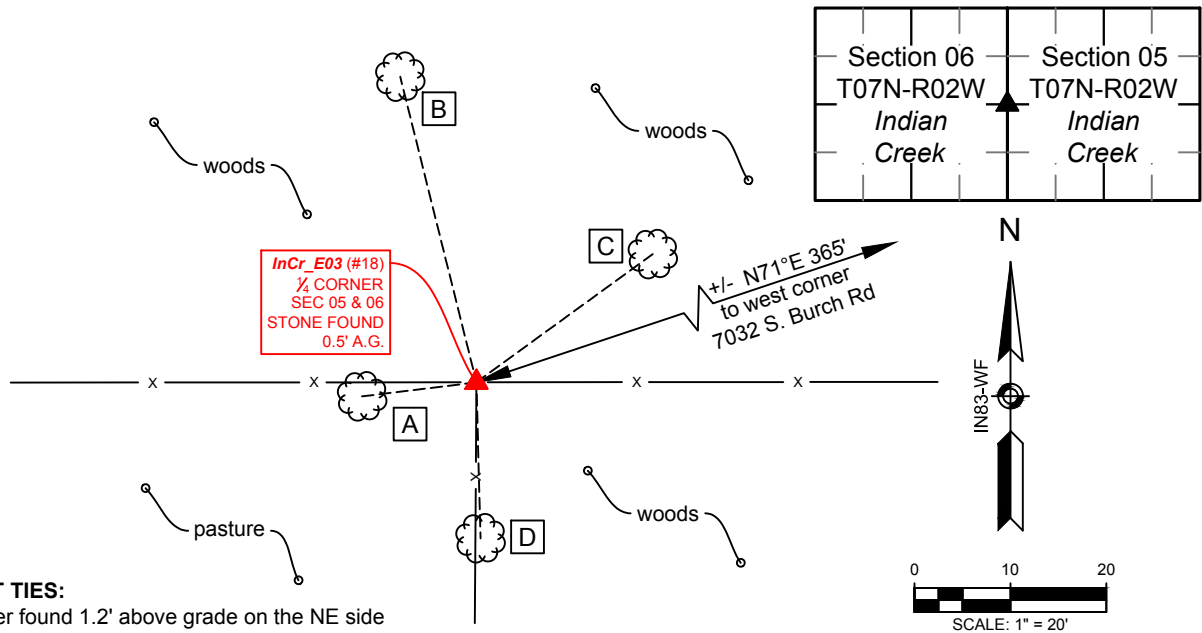 Section 06
T07N-R02W
Indian
Creek
Section 05
T07N-R02W
Indian
Creek
B
woods
woods
C
InCr_E03 (#18)
¼ CORNER
SEC 05 & 06
STONE FOUND
0.5' A.G.
+/- N71°E 365'
to west corner
7032 S. Burch Rd
N
IN83-WF
x
x
x
x
A
x
pasture
D
woods
0 10 20
SCALE: 1" = 20'
TIES:
found 1.2' above grade on the NE side